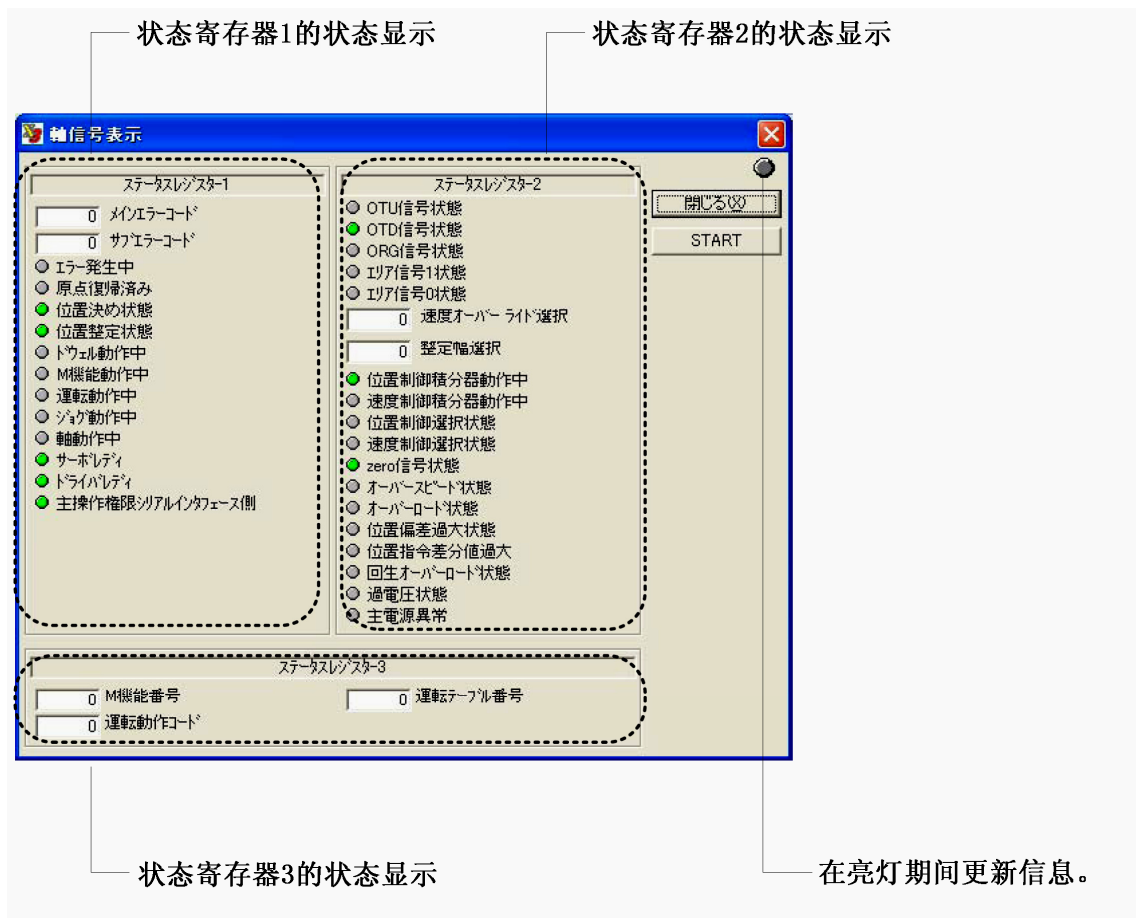 状态寄存器1的状态显示
状态寄存器2的状态显示
軸信号表示
ステータスレジスター1
0 メインエラーコード
0 サブエラーコード
エラー発生中
原点復帰済み
位置決め状態
位置整定状態
ドウェル動作中
M機能動作中
運転動作中
ジョグ動作中
軸動作中
サーボレディ
ドライバレディ
主操作権限シリアルインタフェース側
ステータスレジスター2
OTU信号状態
OTD信号状態
ORG信号状態
エリア信号1状態
エリア信号0状態
0 速度オーバーライド選択
0 整定幅選択
位置制御積分器動作中
速度制御積分器動作中
位置制御選択状態
速度制御選択状態
zero信号状態
オーバースピード状態
オーバーロード状態
位置偏差過大状態
位置指令差分値過大
回生オーバーロード状態
過電圧状態
主電源異常
閉じる(X)
START
ステータスレジスター3
0 M機能番号
0 運転テーブル番号
0 運転動作コード
状态寄存器3的状态显示
在亮灯期间更新信息。